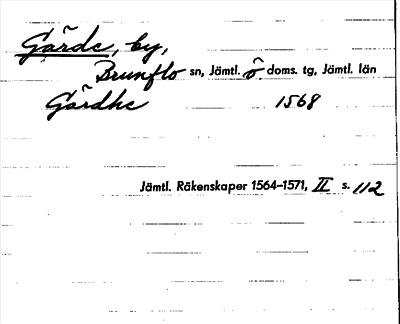 Gärde, by,
Brunflo sn, Jämtl. ö. doms. tg, Jämtl. län
Gärdhe 1568
Jämtl. Räkenskaper 1564–1571, II s. 112